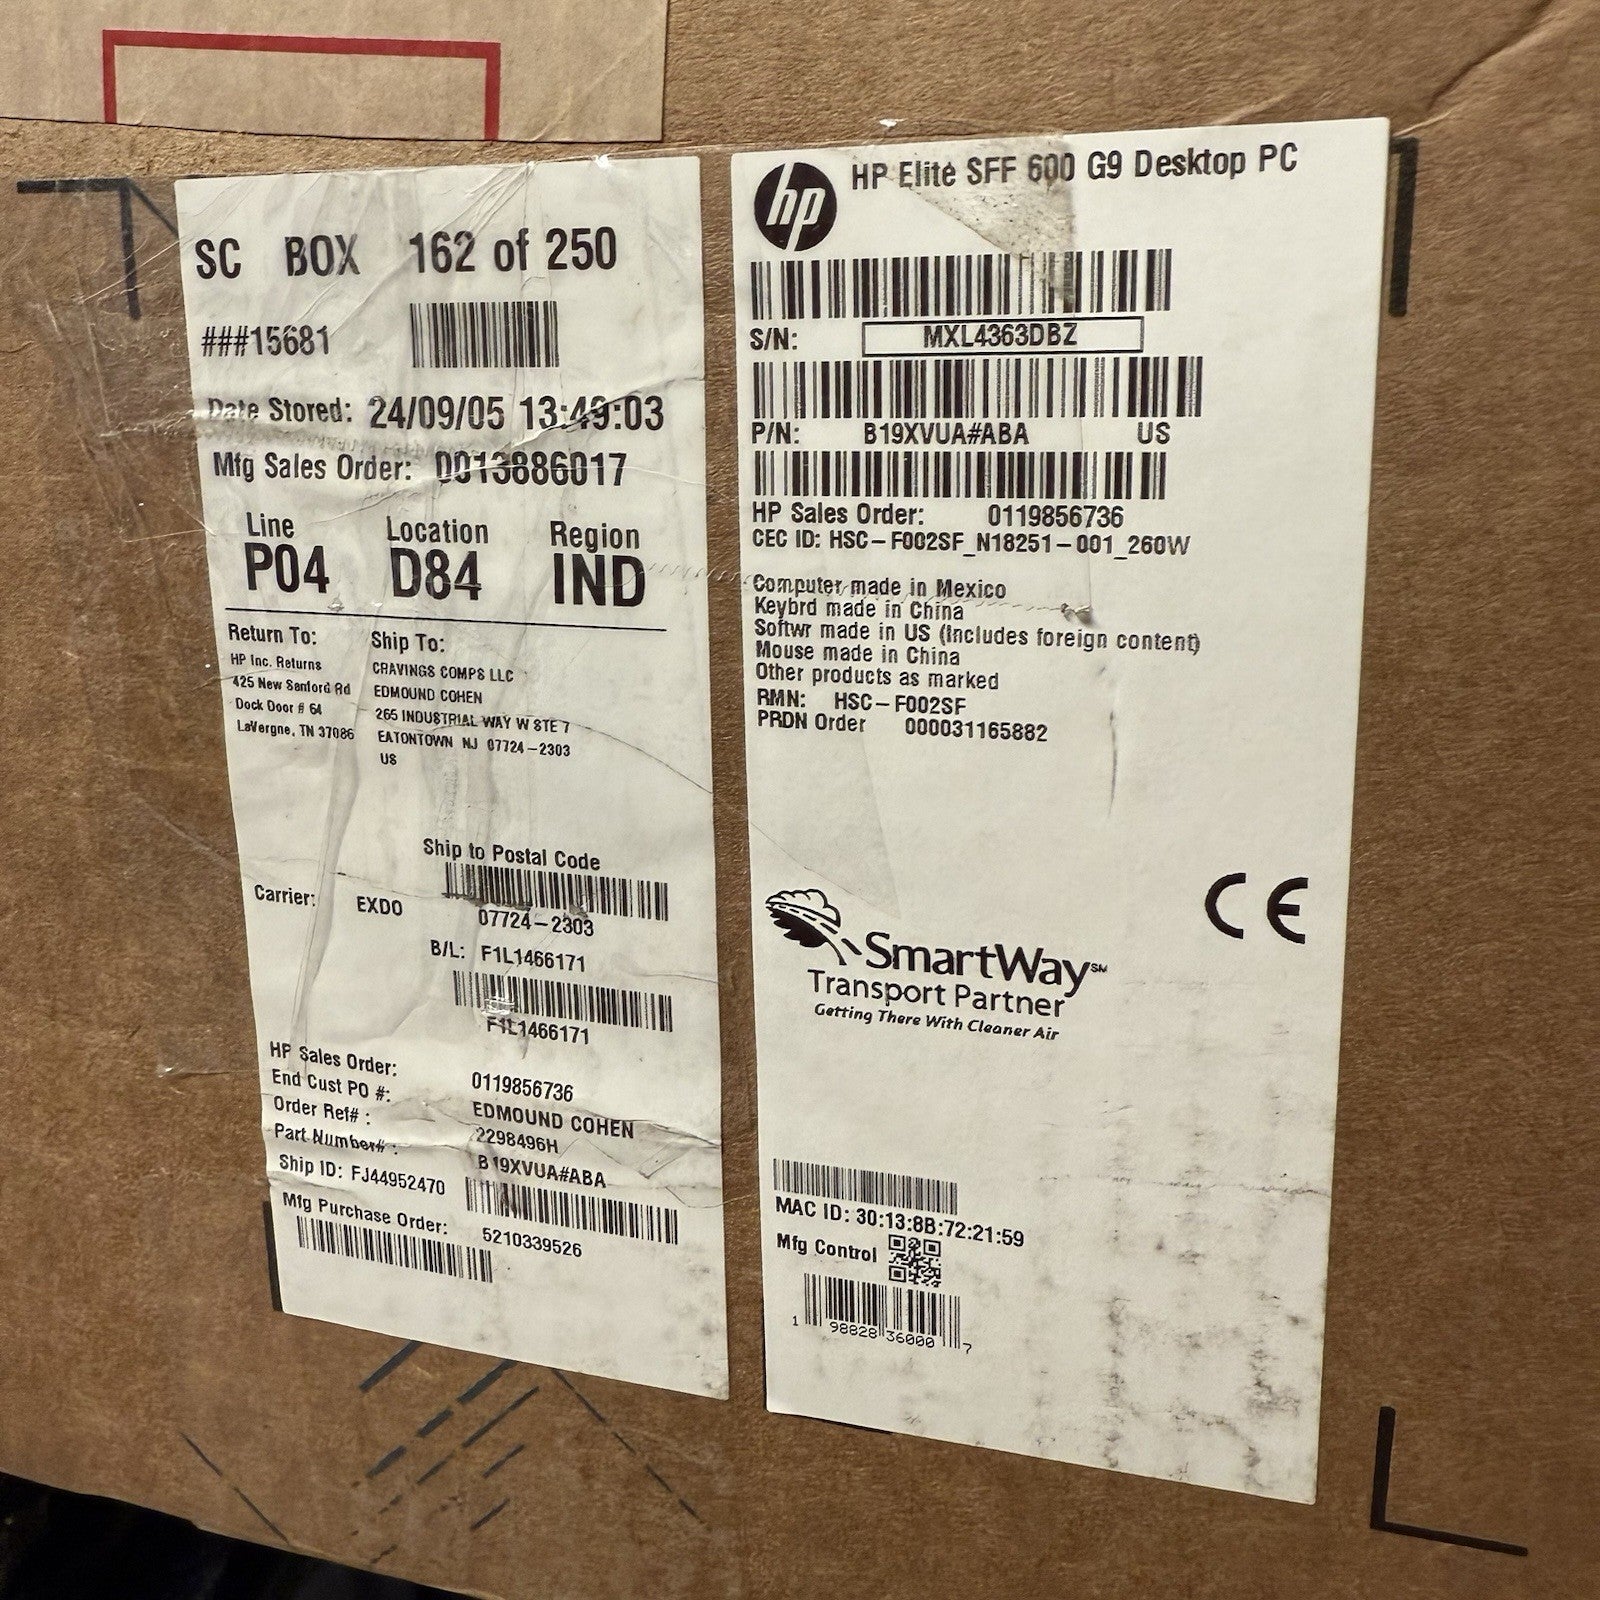 SC BOX 162 of 250
###15681
Date Stored: 24/09/05 13:49:03
Mfg Sales Order: 0013886017
Line Location Region
P04 D84 IND
Return To:
HP Inc. Returns
425 New Sanford Rd
Dock Door # 64
LaVergne, TN 37086
Ship To:
CRAVINGS COMPS LLC
EDMOUND COHEN
265 INDUSTRIAL WAY W STE 7
EATONTOWN NJ 07724-2303
US
Ship to Postal Code
07724-2303
Carrier: EXDO
B/L: F1L1466171
F1L1466171
HP Sales Order: 0119856736
End Cust PO #: EDMOUND COHEN
Order Ref# : 2298496H
Part Number# : B19XVUA#ABA
Ship ID: FJ44952470
Mfg Purchase Order: 5210339526
hp
HP Elite SFF 600 G9 Desktop PC
S/N: MXL4363DBZ
P/N: B19XVUA#ABA US
HP Sales Order: 0119856736
CEC ID: HSC-F002SF_N18251-001_260W
Computer made in Mexico
Keybrd made in China
Softwr made in US (Includes foreign content)
Mouse made in China
Other products as marked
RMN: HSC-F002SF
PRDN Order 000031165882
CE
SmartWay℠
Transport Partner
Getting There With Cleaner Air
MAC ID: 30:13:8B:72:21:59
Mfg Control
1 98828 36000 7